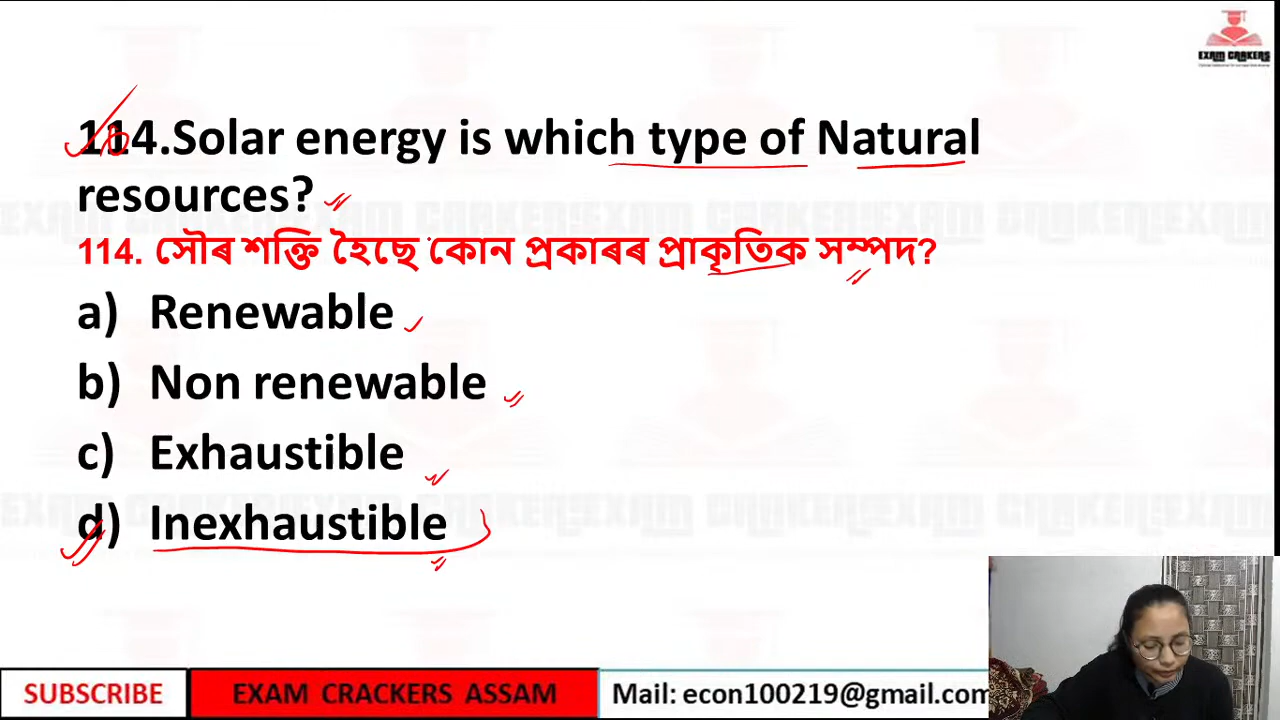 EXAM CRAKERS
114.Solar energy is which type of Natural
resources?
114. সৌৰ শক্তি হৈছে কোন প্ৰকাৰৰ প্ৰাকৃতিক সম্পদ?
a) Renewable
b) Non renewable
c) Exhaustible
d) Inexhaustible
SUBSCRIBE EXAM CRACKERS ASSAM Mail: econ100219@gmail.com